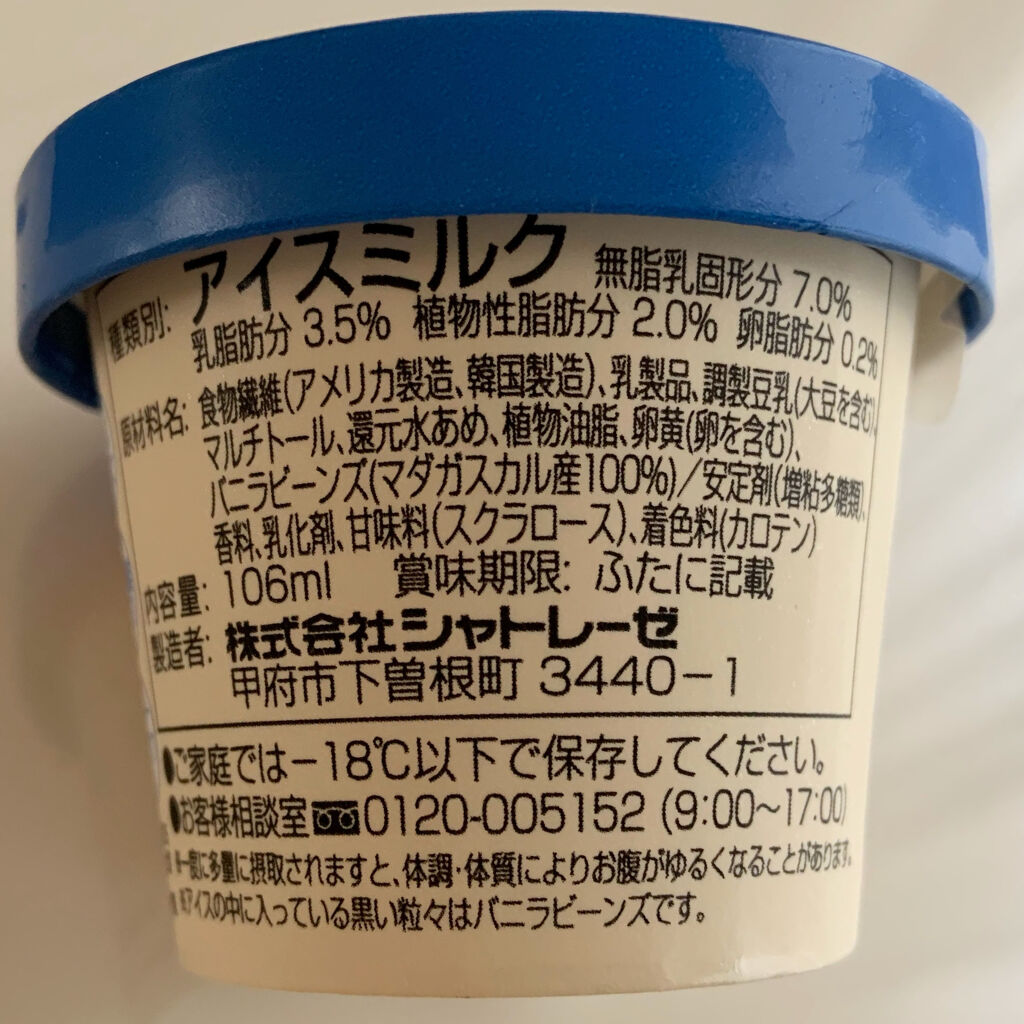 種類別: アイスミルク 無脂乳固形分 7.0%
乳脂肪分 3.5% 植物性脂肪分 2.0% 卵脂肪分 0.2%
原材料名: 食物繊維(アメリカ製造、韓国製造)、乳製品、調製豆乳(大豆を含む)、
マルチトール、還元水あめ、植物油脂、卵黄(卵を含む)、
バニラビーンズ(マダガスカル産100%)／安定剤(増粘多糖類)、
香料、乳化剤、甘味料(スクラロース)、着色料(カロテン)
内容量: 106ml 賞味期限: ふたに記載
製造者: 株式会社シャトレーゼ
甲府市下曽根町 3440−1
●ご家庭では−18℃以下で保存してください。
●お客様相談室 0120-005152 (9:00〜17:00)
一度に多量に摂取されますと、体調・体質によりお腹がゆるくなることがあります。
アイスの中に入っている黒い粒々はバニラビーンズです。